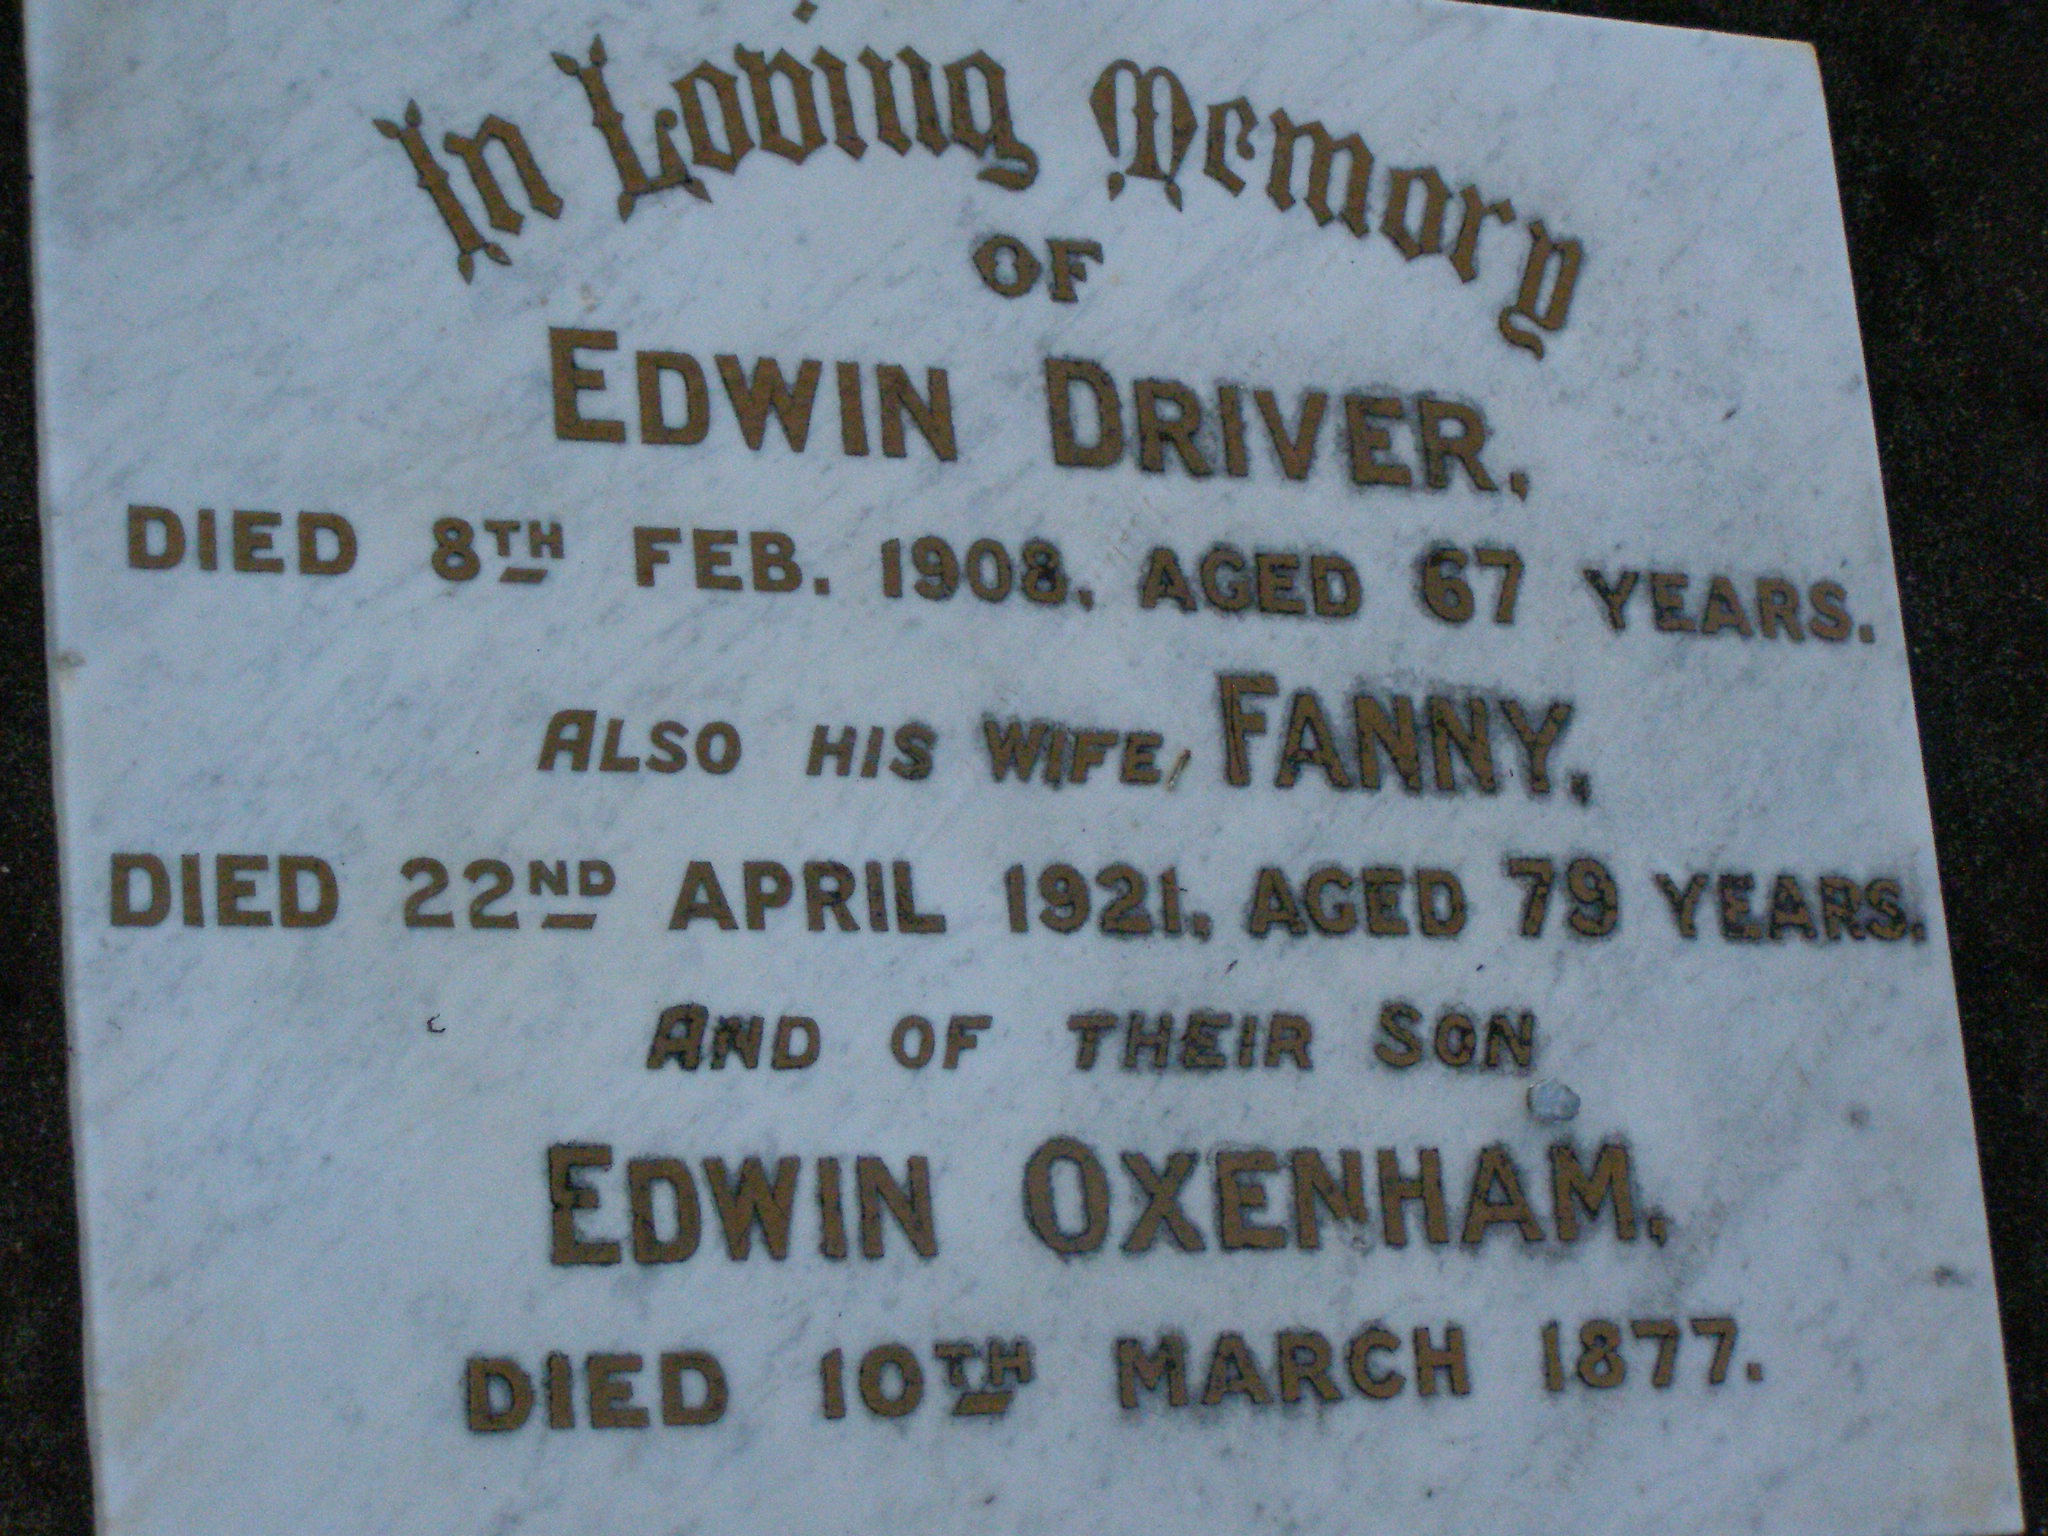 In Loving Memory
OF
EDWIN DRIVER,
DIED 8TH FEB. 1908, AGED 67 YEARS.
ALSO HIS WIFE, FANNY,
DIED 22ND APRIL 1921, AGED 79 YEARS.
AND OF THEIR SON
EDWIN OXENHAM,
DIED 10TH MARCH 1877.